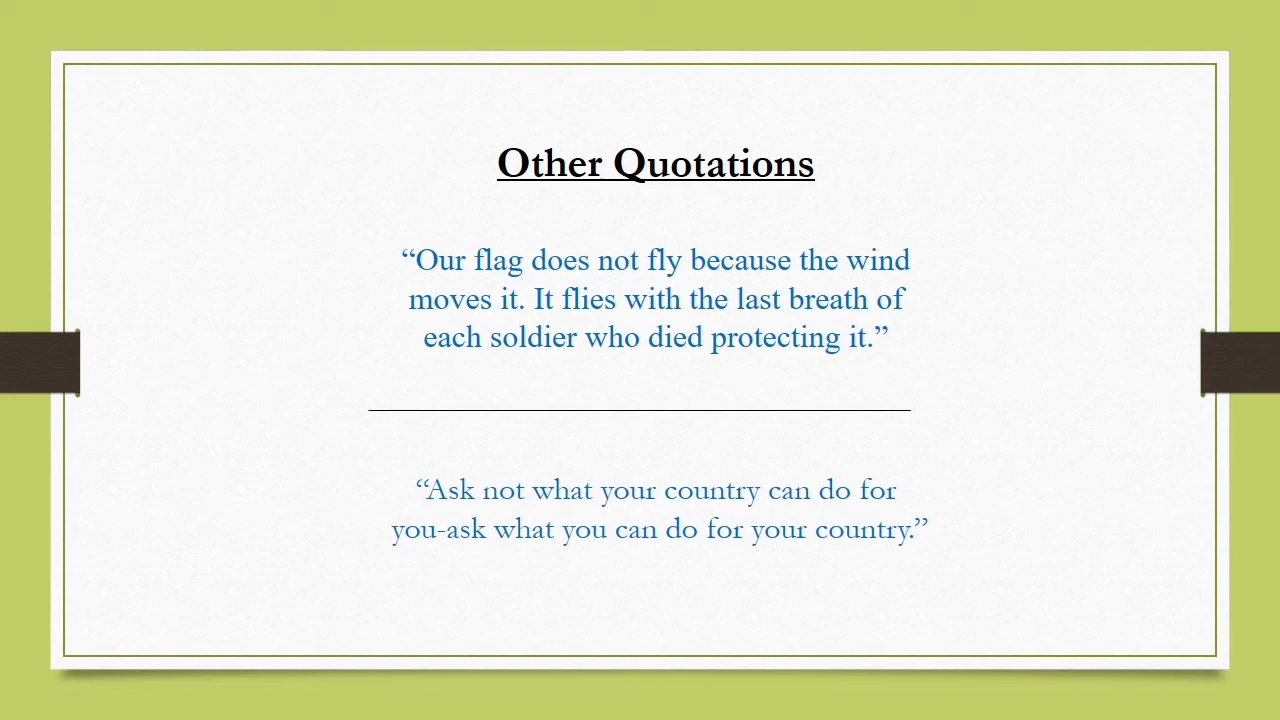 Other Quotations
“Our flag does not fly because the wind
moves it. It flies with the last breath of
each soldier who died protecting it.”
“Ask not what your country can do for
you-ask what you can do for your country.”